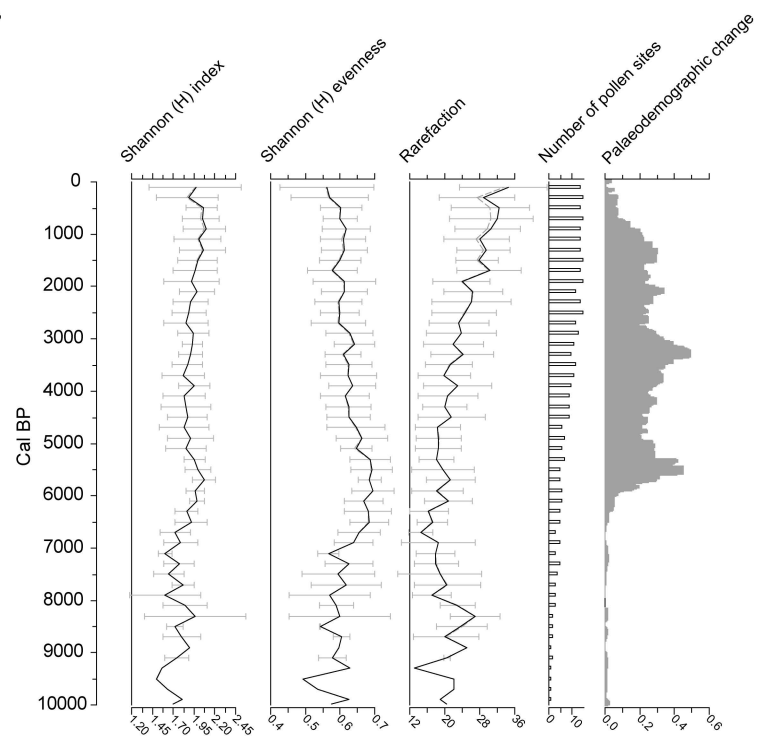 Shannon (H) index
Shannon (H) evenness
Rarefaction
Number of pollen sites
Palaeodemographic change
Cal BP
0
1000
2000
3000
4000
5000
6000
7000
8000
9000
10000
1.20 1.45 1.70 1.95 2.20 2.45
0.4 0.5 0.6 0.7
12 20 28 36
0 10
0.0 0.2 0.4 0.6